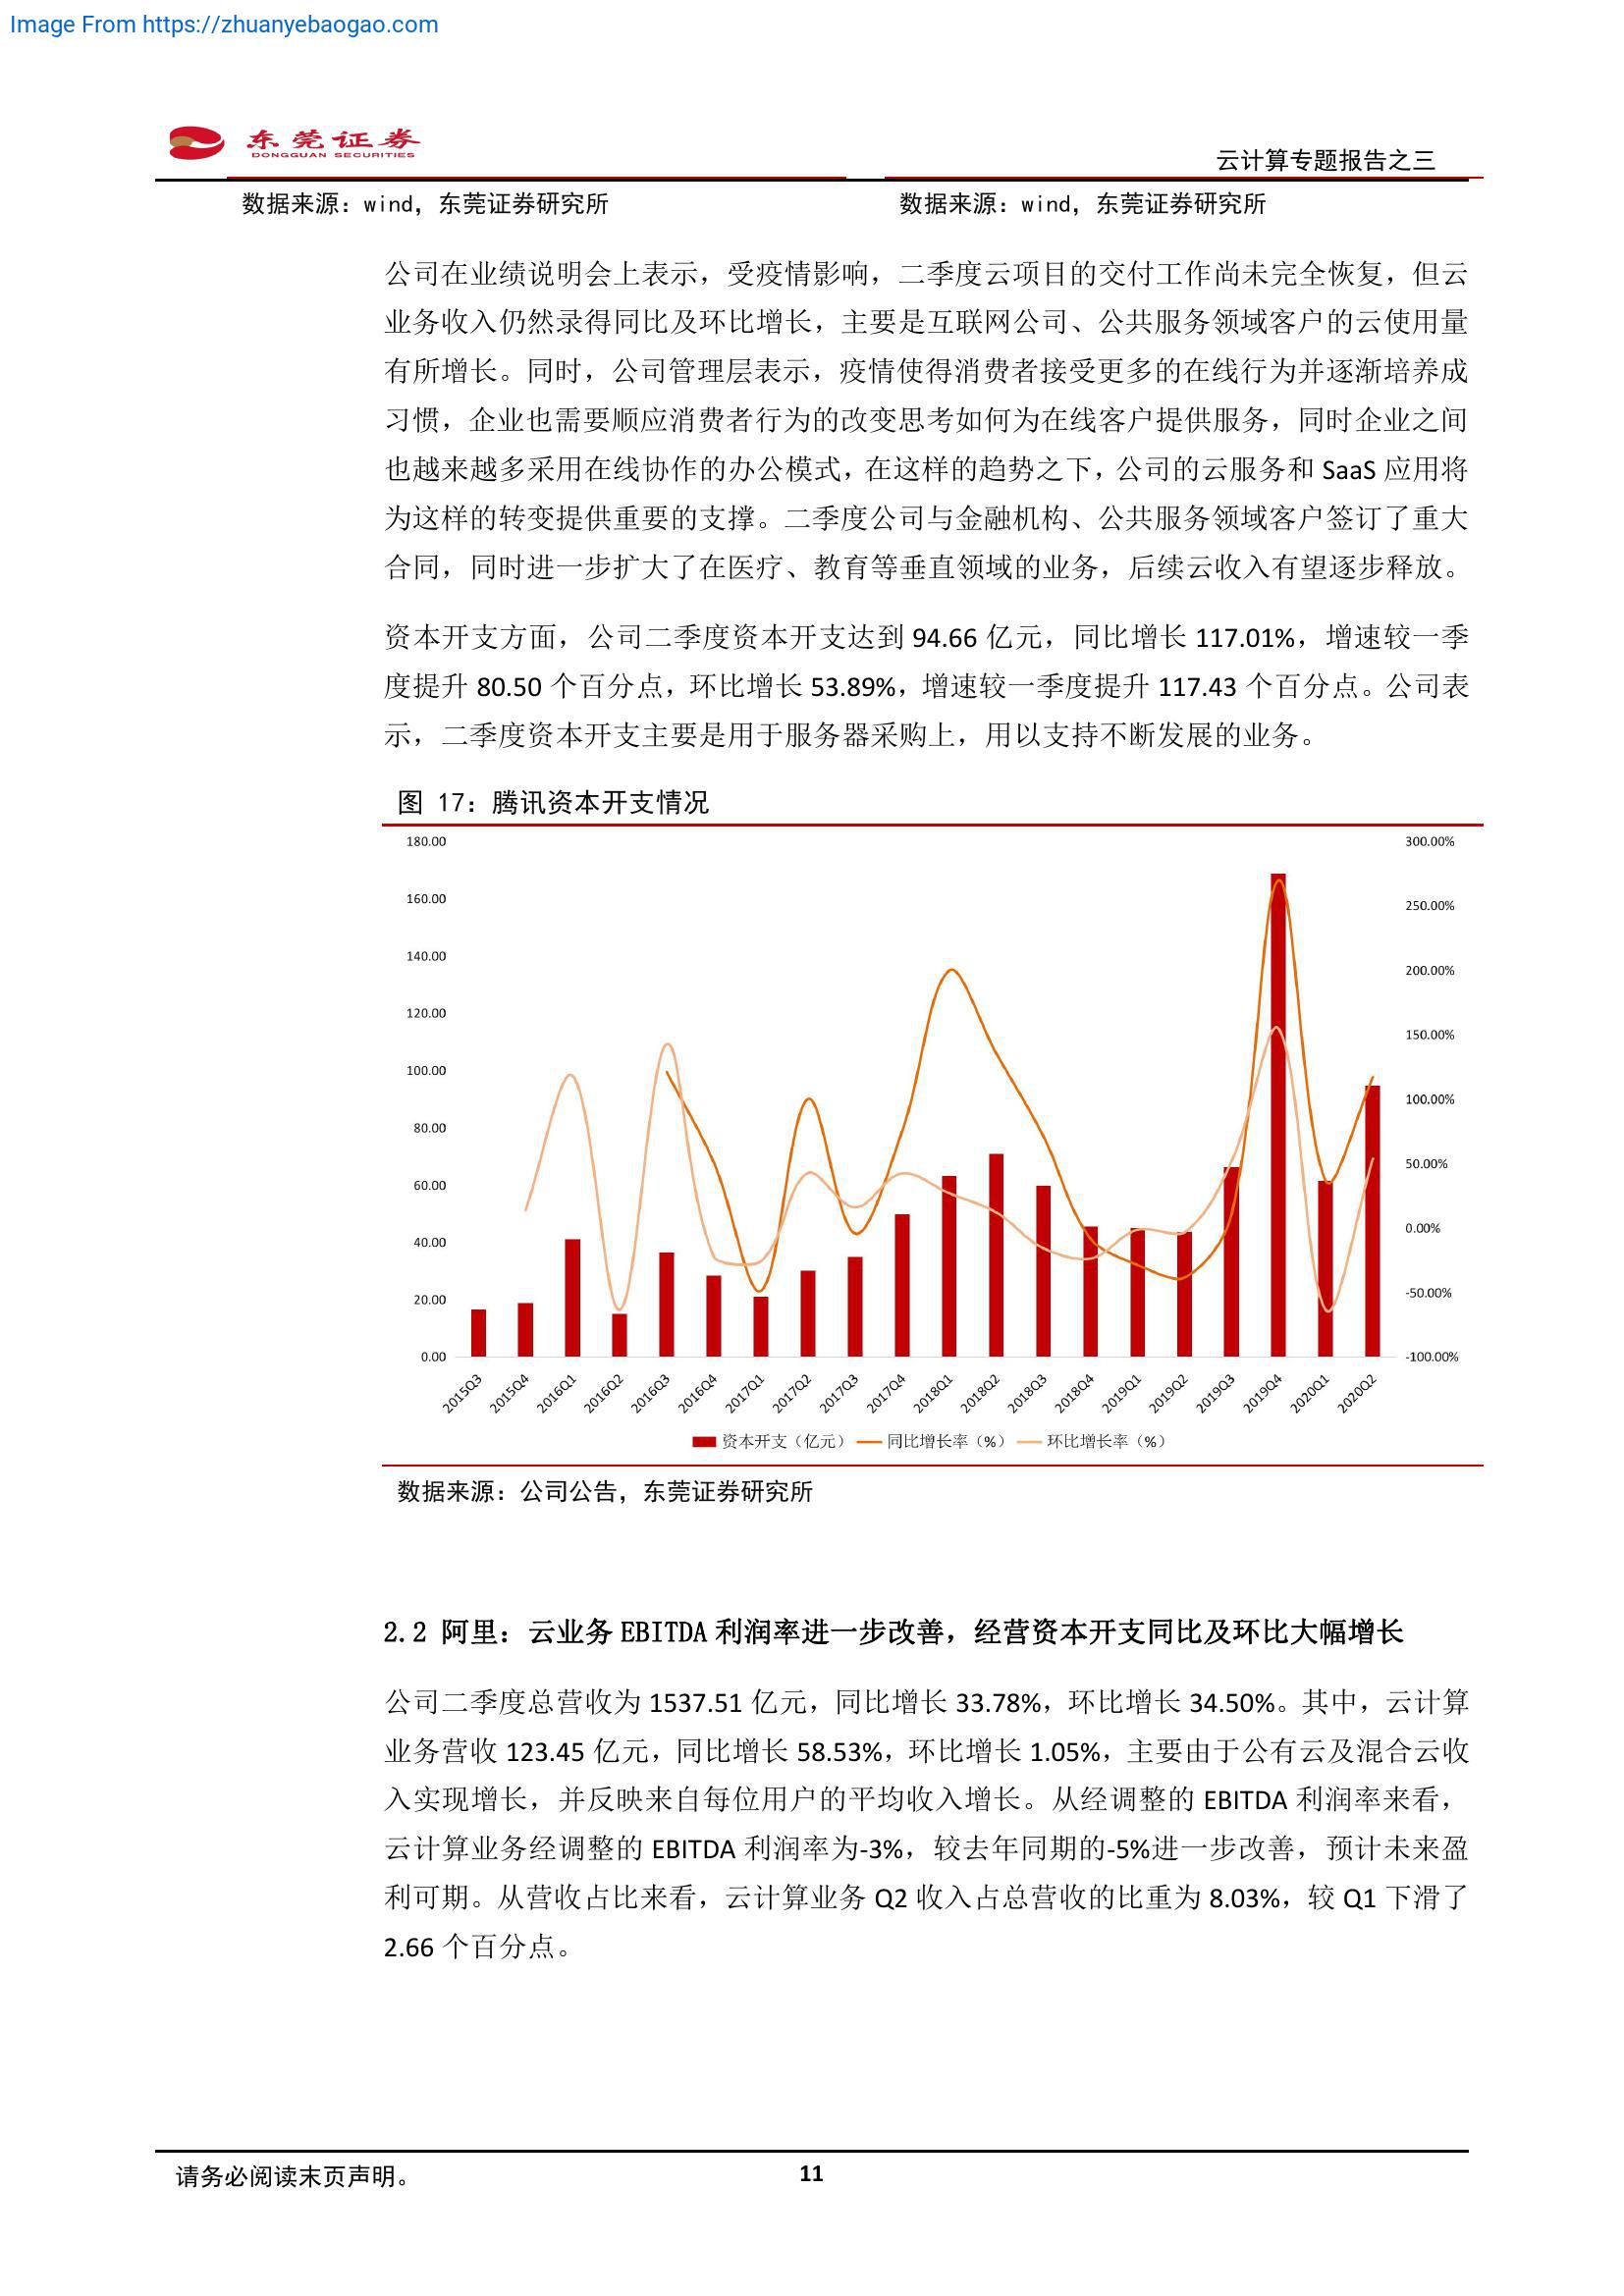 Image From https://zhuanyebaogao.com
东莞证券
DONGGUAN SECURITIES
云计算专题报告之三
数据来源：wind，东莞证券研究所 数据来源：wind，东莞证券研究所
公司在业绩说明会上表示，受疫情影响，二季度云项目的交付工作尚未完全恢复，但云
业务收入仍然录得同比及环比增长，主要是互联网公司、公共服务领域客户的云使用量
有所增长。同时，公司管理层表示，疫情使得消费者接受更多的在线行为并逐渐培养成
习惯，企业也需要顺应消费者行为的改变思考如何为在线客户提供服务，同时企业之间
也越来越多采用在线协作的办公模式，在这样的趋势之下，公司的云服务和 SaaS 应用将
为这样的转变提供重要的支撑。二季度公司与金融机构、公共服务领域客户签订了重大
合同，同时进一步扩大了在医疗、教育等垂直领域的业务，后续云收入有望逐步释放。
资本开支方面，公司二季度资本开支达到 94.66 亿元，同比增长 117.01%，增速较一季
度提升 80.50 个百分点，环比增长 53.89%，增速较一季度提升 117.43 个百分点。公司表
示，二季度资本开支主要是用于服务器采购上，用以支持不断发展的业务。
图 17：腾讯资本开支情况
180.00 300.00%
160.00 250.00%
140.00 200.00%
120.00 150.00%
100.00 100.00%
80.00 50.00%
60.00 0.00%
40.00 -50.00%
20.00 -100.00%
0.00
2015Q3 2015Q4 2016Q1 2016Q2 2016Q3 2016Q4 2017Q1 2017Q2 2017Q3 2017Q4 2018Q1 2018Q2 2018Q3 2018Q4 2019Q1 2019Q2 2019Q3 2019Q4 2020Q1 2020Q2
资本开支（亿元） 同比增长率（%） 环比增长率（%）
数据来源：公司公告，东莞证券研究所
2.2 阿里：云业务 EBITDA 利润率进一步改善，经营资本开支同比及环比大幅增长
公司二季度总营收为 1537.51 亿元，同比增长 33.78%，环比增长 34.50%。其中，云计算
业务营收 123.45 亿元，同比增长 58.53%，环比增长 1.05%，主要由于公有云及混合云收
入实现增长，并反映来自每位用户的平均收入增长。从经调整的 EBITDA 利润率来看，
云计算业务经调整的 EBITDA 利润率为-3%，较去年同期的-5%进一步改善，预计未来盈
利可期。从营收占比来看，云计算业务 Q2 收入占总营收的比重为 8.03%，较 Q1 下滑了
2.66 个百分点。
请务必阅读末页声明。 11